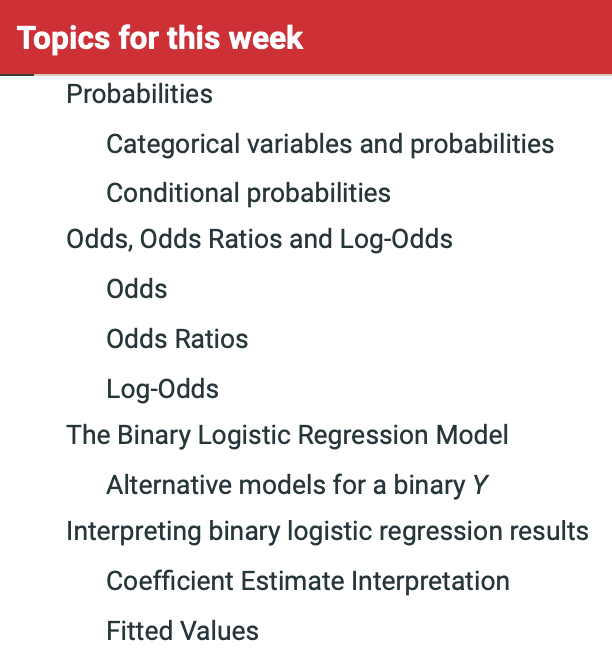 Topics for this week
Probabilities
Categorical variables and probabilities
Conditional probabilities
Odds, Odds Ratios and Log-Odds
Odds
Odds Ratios
Log-Odds
The Binary Logistic Regression Model
Alternative models for a binary Y
Interpreting binary logistic regression results
Coefficient Estimate Interpretation
Fitted Values